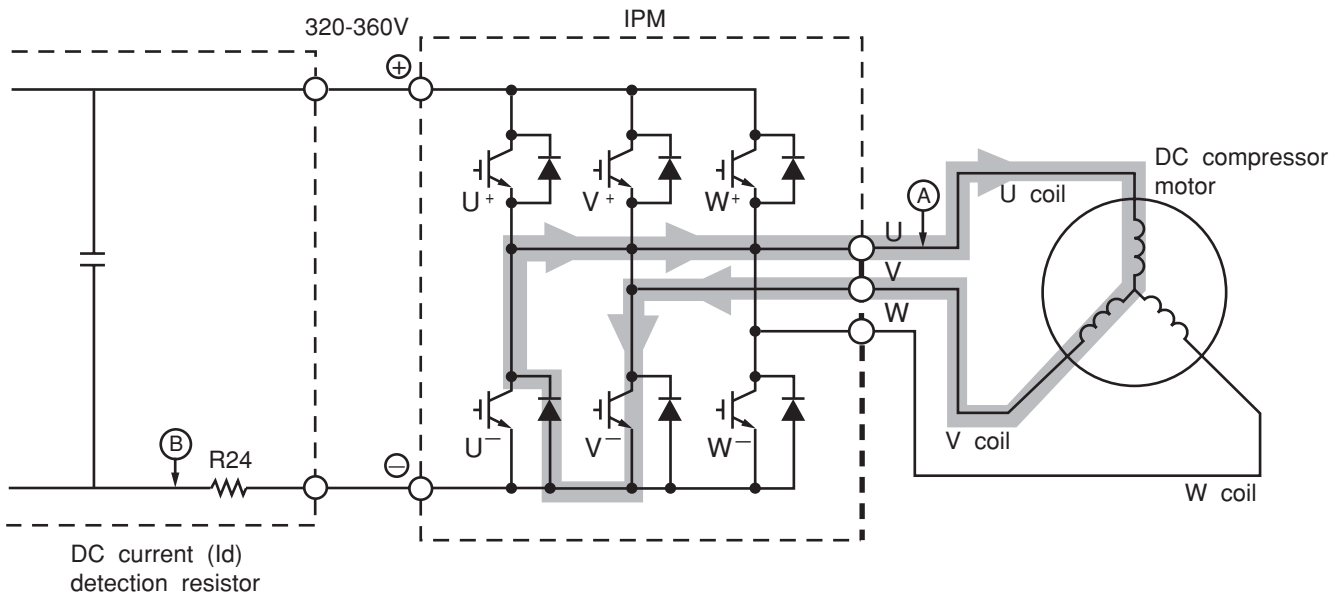 320-360V
IPM
⊕
U+
V+
W+
A
U
V
W
U coil
DC compressor
motor
U−
V−
W−
V coil
W coil
B
R24
⊖
DC current (Id)
detection resistor